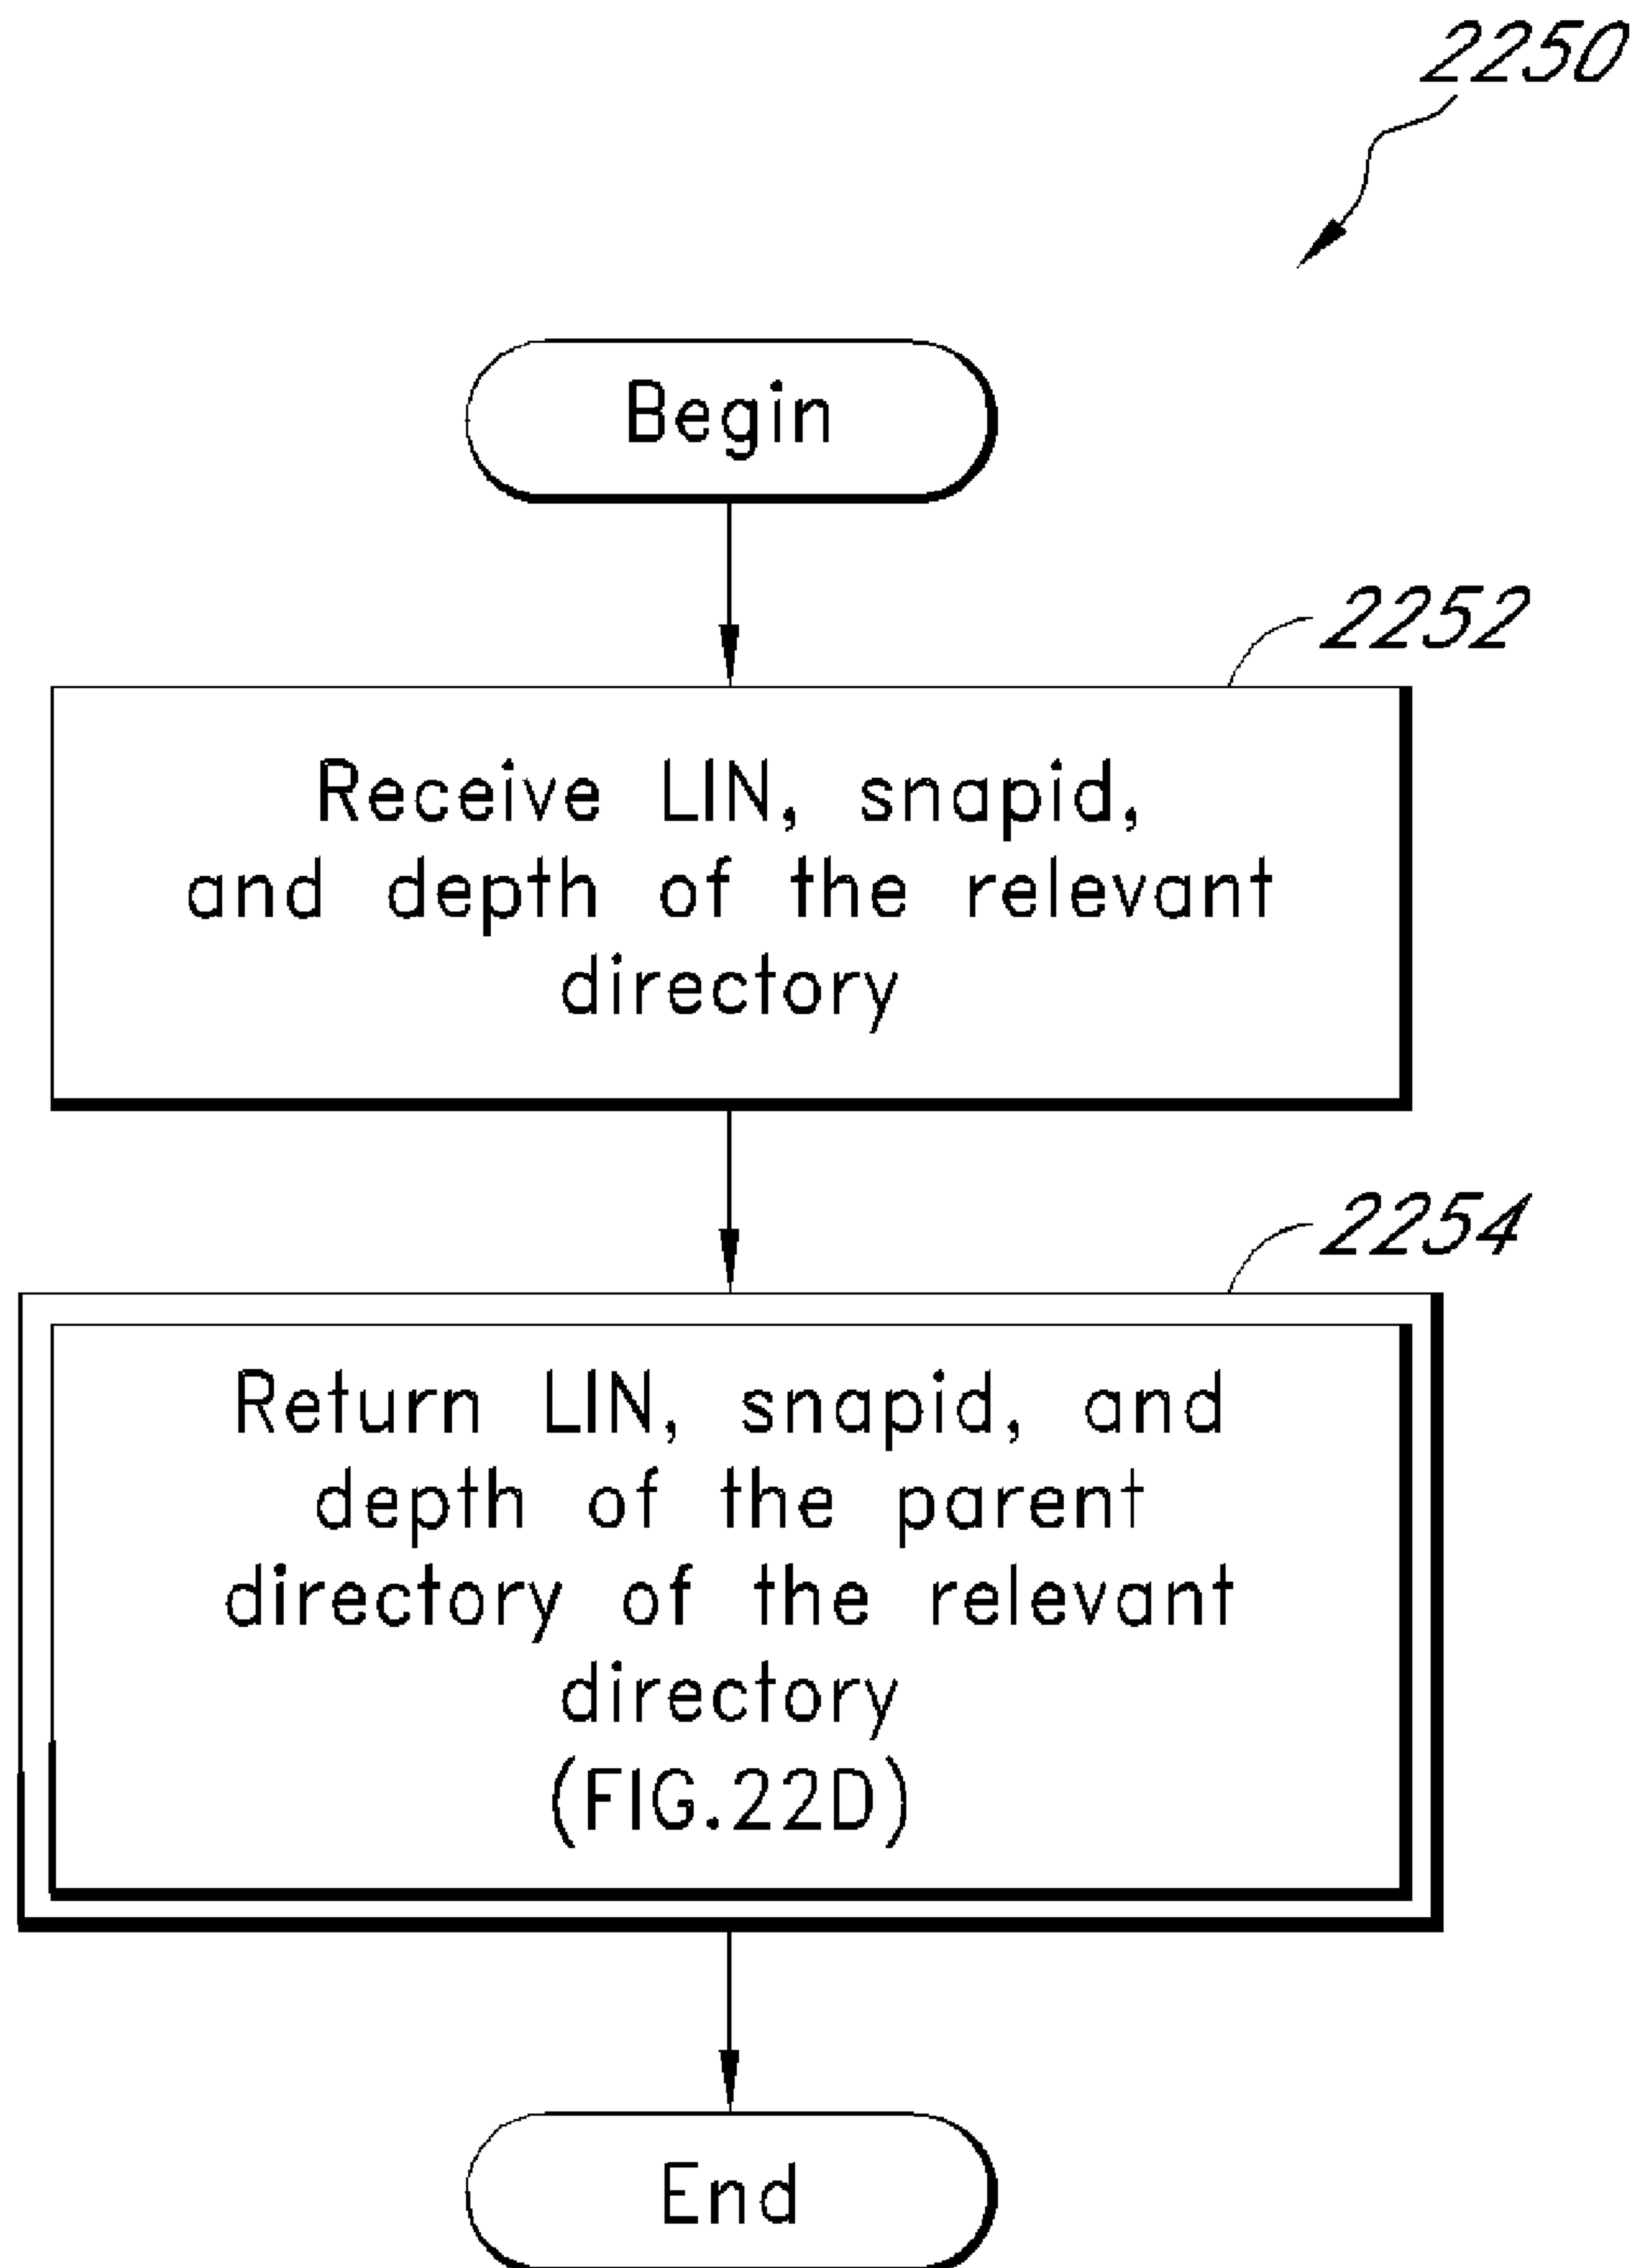 2250
Begin
2252
Receive LIN, snapid,
and depth of the relevant
directory
2254
Return LIN, snapid, and
depth of the parent
directory of the relevant
directory
(FIG.22D)
End